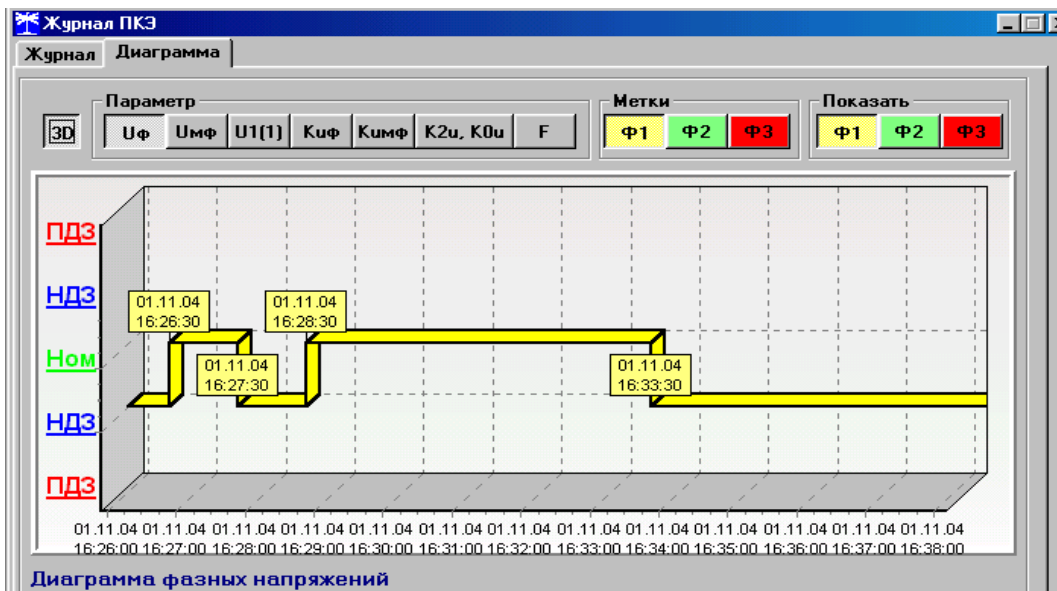 Журнал ПКЭ
Журнал Диаграмма
Параметр Метки Показать
3D Uф Uмф U1(1) Kuф Kuмф K2u, K0u F Ф1 Ф2 Ф3 Ф1 Ф2 Ф3
ПДЗ
НДЗ
01.11.04 01.11.04
16:26:30 16:28:30
Ном
01.11.04 01.11.04
16:27:30 16:33:30
НДЗ
ПДЗ
01.11.04 01.11.04 01.11.04 01.11.04 01.11.04 01.11.04 01.11.04 01.11.04 01.11.04 01.11.04 01.11.04 01.11.04 01.11.04
16:26:00 16:27:00 16:28:00 16:29:00 16:30:00 16:31:00 16:32:00 16:33:00 16:34:00 16:35:00 16:36:00 16:37:00 16:38:00
Диаграмма фазных напряжений